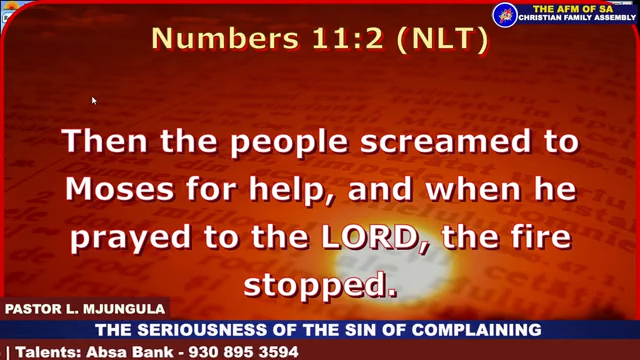 THE AFM OF SA
CHRISTIAN FAMILY ASSEMBLY
Numbers 11:2 (NLT)
Then the people screamed to
Moses for help, and when he
prayed to the LORD, the fire
stopped.
PASTOR L. MJUNGULA
THE SERIOUSNESS OF THE SIN OF COMPLAINING
| Talents: Absa Bank - 930 895 3594